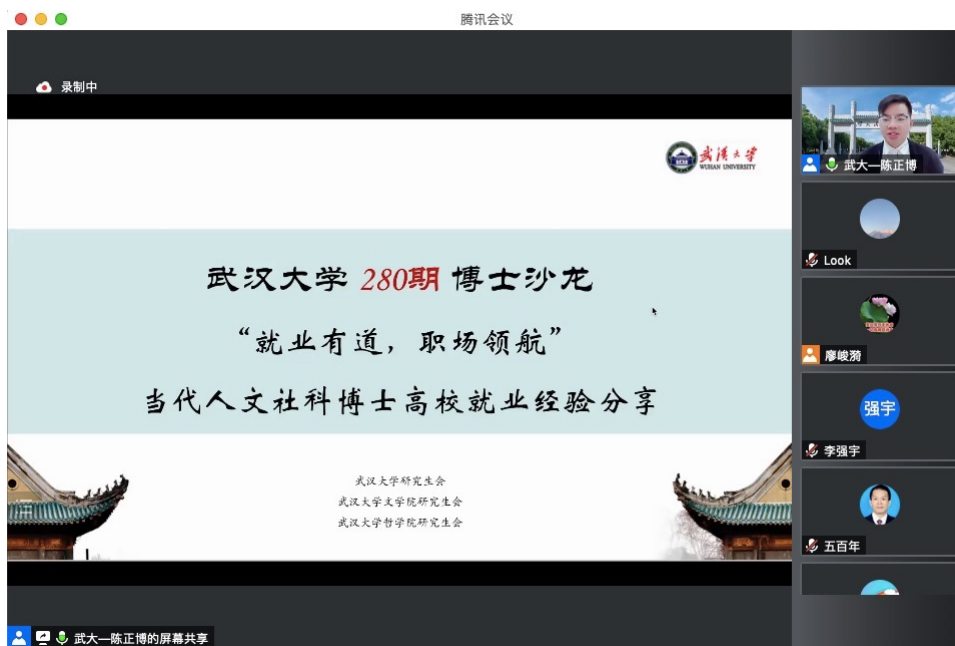 腾讯会议
录制中
武汉大学
WUHAN UNIVERSITY
武汉大学 280期 博士沙龙
“就业有道，职场领航”
当代人文社科博士高校就业经验分享
武汉大学研究生会
武汉大学文学院研究生会
武汉大学哲学院研究生会
武大—陈正博的屏幕共享
武大—陈正博
Look
廖峻漪
强宇
李强宇
五百年